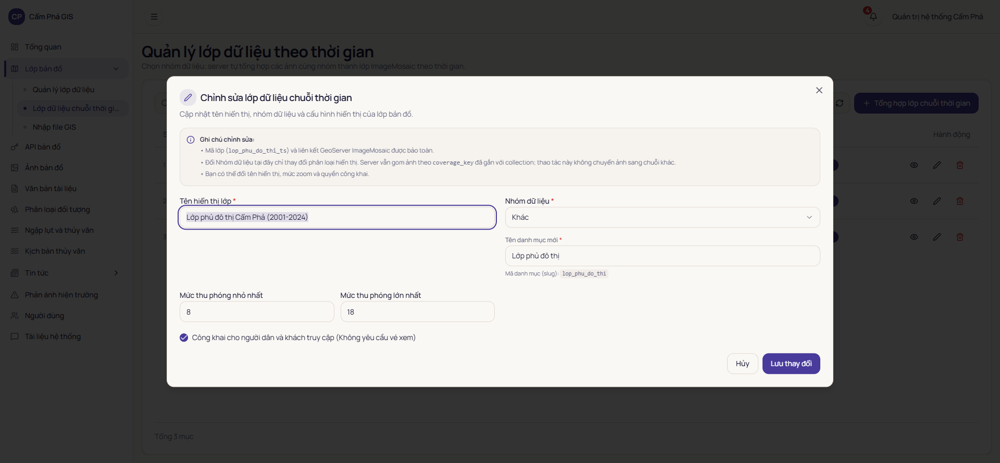 CP Cẩm Phả GIS
4
Quản trị hệ thống Cẩm Phả
Tổng quan
Lớp bản đồ
Quản lý lớp dữ liệu
Lớp dữ liệu chuỗi thời gi...
Nhập file GIS
API bản đồ
Ảnh bản đồ
Văn bản tài liệu
Phân loại đối tượng
Ngập lụt và thủy văn
Kịch bản thủy văn
Tin tức
Phản ánh hiện trường
Người dùng
Tài liệu hệ thống
Quản lý lớp dữ liệu theo thời gian
Chọn nhóm dữ liệu; server tự tổng hợp các ảnh cùng nhóm thành lớp ImageMosaic theo thời gian.
Tổng hợp lớp chuỗi thời gian
S
Hành động
1
2
3
Tổng 3 mục
Chỉnh sửa lớp dữ liệu chuỗi thời gian
Cập nhật tên hiển thị, nhóm dữ liệu và cấu hình hiển thị của lớp bản đồ.
Ghi chú chỉnh sửa:
• Mã lớp (lop_phu_do_thi_ts) và liên kết GeoServer ImageMosaic được bảo toàn.
• Đổi Nhóm dữ liệu tại đây chỉ thay đổi phân loại hiển thị. Server vẫn gom ảnh theo coverage_key đã gắn với collection; thao tác này không chuyển ảnh sang chuỗi khác.
• Bạn có thể đổi tên hiển thị, mức zoom và quyền công khai.
Tên hiển thị lớp *
Lớp phủ đô thị Cẩm Phả (2001-2024)
Nhóm dữ liệu *
Khác
Tên danh mục mới *
Lớp phủ đô thị
Mã danh mục (slug): lop_phu_do_thi
Mức thu phóng nhỏ nhất
8
Mức thu phóng lớn nhất
18
Công khai cho người dân và khách truy cập (Không yêu cầu vé xem)
Hủy
Lưu thay đổi